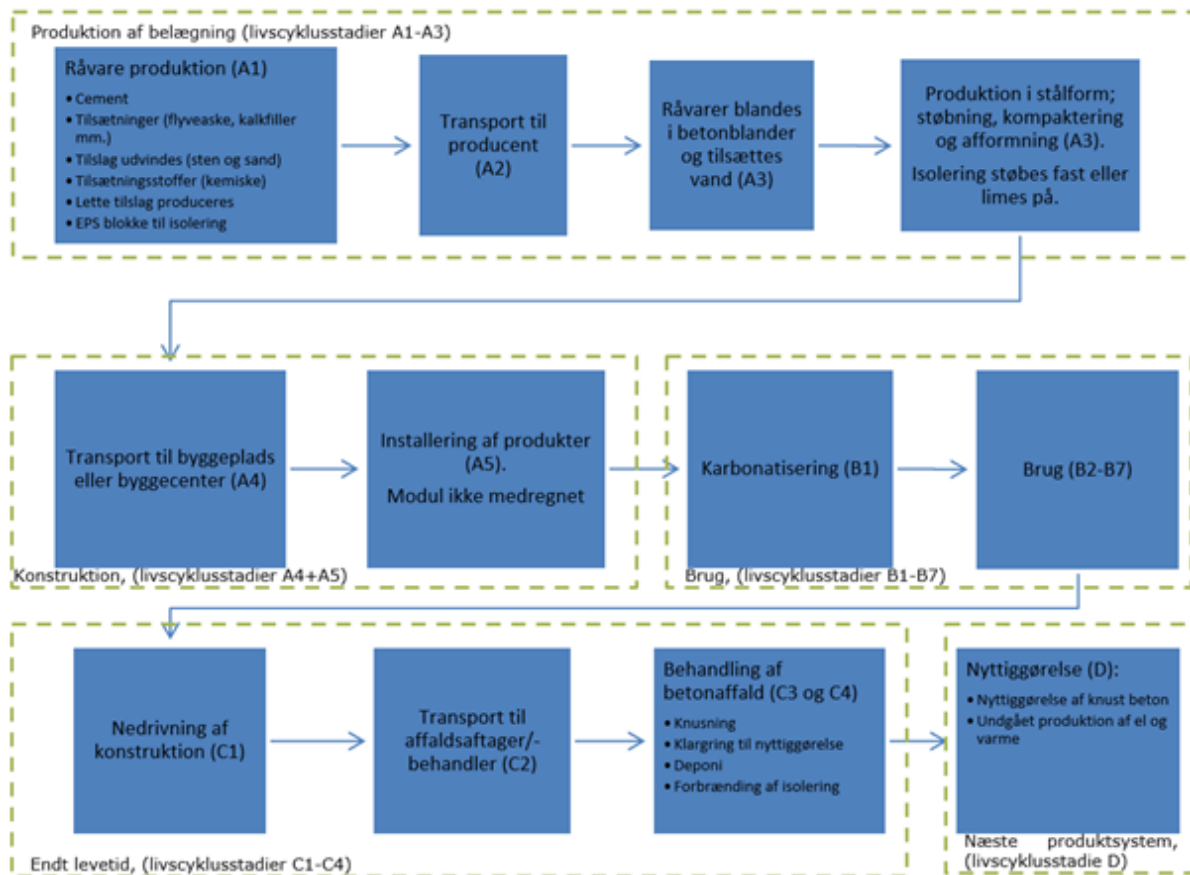 Produktion af belægning (livscyklusstadier A1-A3)
Råvare produktion (A1)
• Cement
• Tilsætninger (flyveaske, kalkfiller
mm.)
• Tilslag udvindes (sten og sand)
• Tilsætningsstoffer (kemiske)
• Lette tilslag produceres
• EPS blokke til isolering
Transport til
producent
(A2)
Råvarer blandes
i betonblander
og tilsættes
vand (A3)
Produktion i stålform;
støbning, kompaktering
og afformning (A3).
Isolering støbes fast eller
limes på.
Transport til byggeplads
eller byggecenter (A4)
Installering af produkter
(A5).
Modul ikke medregnet
Konstruktion, (livscyklusstadier A4+A5)
Karbonatisering (B1)
Brug (B2-B7)
Brug, (livscyklusstadier B1-B7)
Nedrivning af
konstruktion (C1)
Transport til
affaldsaftager/-
behandler (C2)
Behandling af
betonaffald (C3 og C4)
• Knusning
• Klargring til nyttiggørelse
• Deponi
• Forbrænding af isolering
Endt levetid, (livscyklusstadier C1-C4)
Nyttiggørelse (D):
• Nyttiggørelse af knust beton
• Undgået produktion af el og
varme
Næste produktsystem,
(livscyklusstadie D)